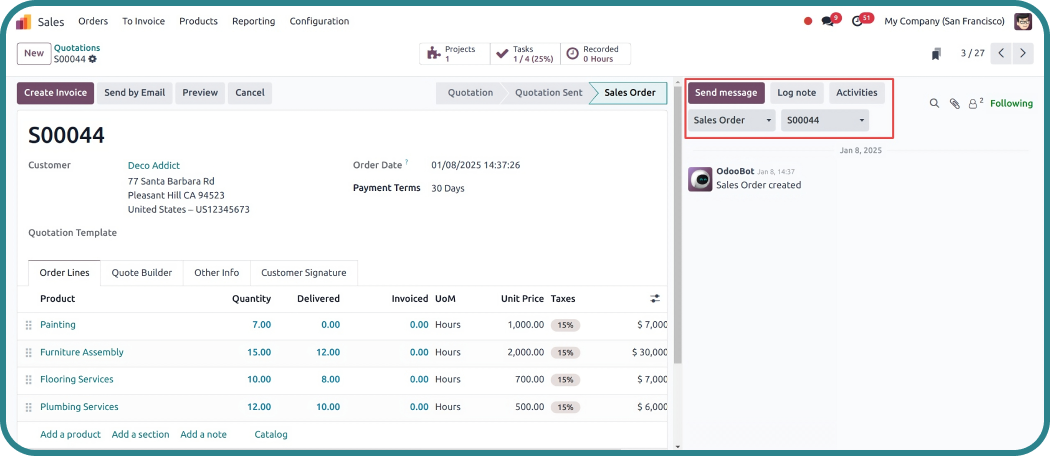 Sales Orders To Invoice Products Reporting Configuration 9 51 My Company (San Francisco)
New Quotations
S00044
Projects 1
Tasks 1 / 4 (25%)
Recorded 0 Hours
3 / 27
Create Invoice Send by Email Preview Cancel Quotation Quotation Sent Sales Order
Send message Log note Activities 2 Following
Sales Order S00044
S00044
Customer Deco Addict
77 Santa Barbara Rd
Pleasant Hill CA 94523
United States – US12345673
Order Date ? 01/08/2025 14:37:26
Payment Terms 30 Days
Quotation Template
Jan 8, 2025
OdooBot Jan 8, 14:37
Sales Order created
Order Lines Quote Builder Other Info Customer Signature
Product Quantity Delivered Invoiced UoM Unit Price Taxes
Painting 7.00 0.00 0.00 Hours 1,000.00 15% $ 7,000
Furniture Assembly 15.00 12.00 0.00 Hours 2,000.00 15% $ 30,000
Flooring Services 10.00 8.00 0.00 Hours 700.00 15% $ 7,000
Plumbing Services 12.00 10.00 0.00 Hours 500.00 15% $ 6,000
Add a product Add a section Add a note Catalog